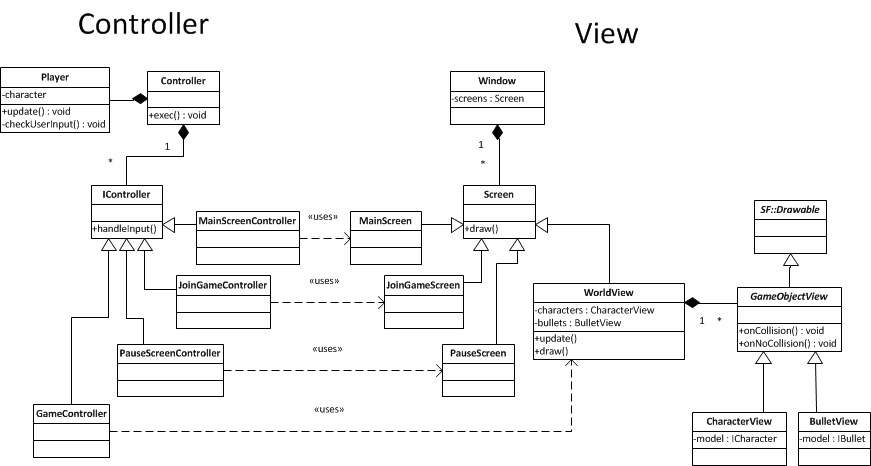 Controller
View
Player
-character
+update() : void
-checkUserInput() : void
Controller
+exec() : void
1
*
Window
-screens : Screen
1
*
IController
+handleInput()
Screen
+draw()
MainScreenController
«uses»
MainScreen
SF::Drawable
JoinGameController
«uses»
JoinGameScreen
WorldView
-characters : CharacterView
-bullets : BulletView
+update()
+draw()
1
*
GameObjectView
+onCollision() : void
+onNoCollision() : void
PauseScreenController
«uses»
PauseScreen
GameController
«uses»
CharacterView
-model : ICharacter
BulletView
-model : IBullet